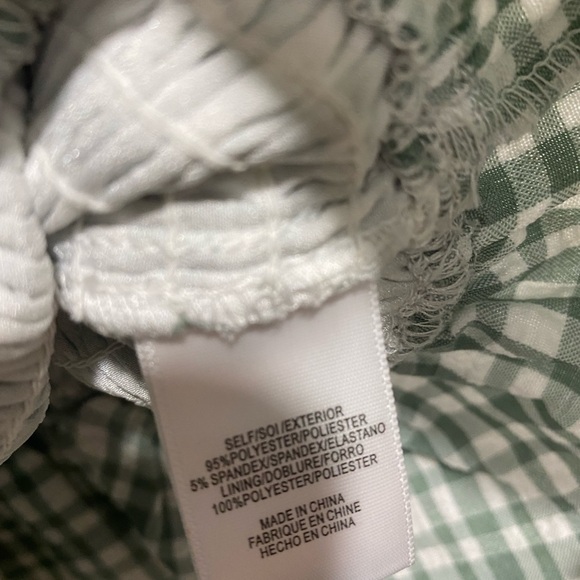 SELF/SOI/EXTERIOR
95%POLYESTER/POLIESTER
5% SPANDEX/SPANDEX/ELASTANO
LINING/DOBLURE/FORRO
100%POLYESTER/POLIESTER
MADE IN CHINA
FABRIQUE EN CHINE
HECHO EN CHINA